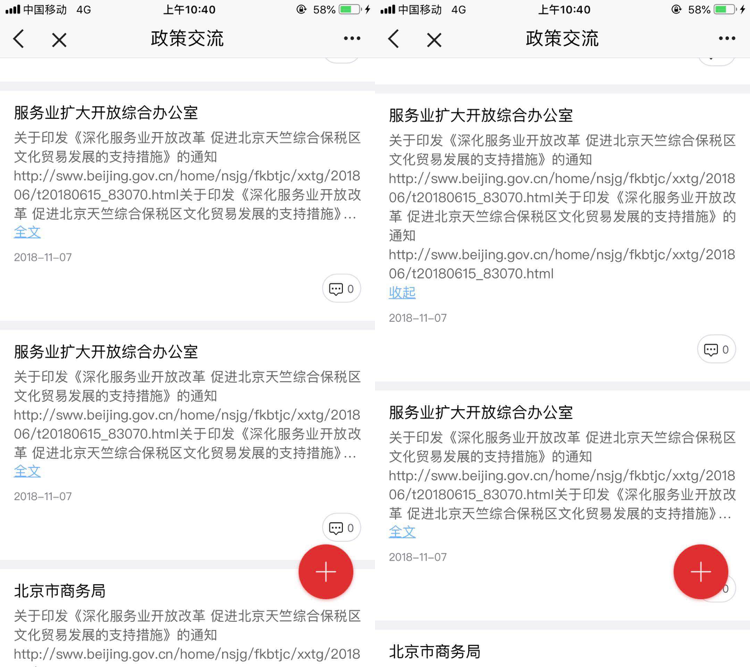 中国移动 4G 上午10:40 58%
政策交流
服务业扩大开放综合办公室
关于印发《深化服务业开放改革 促进北京天竺综合保税区
文化贸易发展的支持措施》的通知
http://sww.beijing.gov.cn/home/nsjg/fkbtjc/xxtg/2018
06/t20180615_83070.html关于印发《深化服务业开放改
革 促进北京天竺综合保税区文化贸易发展的支持措施》...
全文
2018-11-07
0
服务业扩大开放综合办公室
关于印发《深化服务业开放改革 促进北京天竺综合保税区
文化贸易发展的支持措施》的通知
http://sww.beijing.gov.cn/home/nsjg/fkbtjc/xxtg/2018
06/t20180615_83070.html关于印发《深化服务业开放改
革 促进北京天竺综合保税区文化贸易发展的支持措施》...
全文
2018-11-07
0
北京市商务局
关于印发《深化服务业开放改革 促进北京天竺综合保税区
文化贸易发展的支持措施》的通知
http://sww.beijing.gov.cn/home/nsjg/fkbtjc/xxtg/2018
中国移动 4G 上午10:40 58%
政策交流
服务业扩大开放综合办公室
关于印发《深化服务业开放改革 促进北京天竺综合保税区
文化贸易发展的支持措施》的通知
http://sww.beijing.gov.cn/home/nsjg/fkbtjc/xxtg/2018
06/t20180615_83070.html关于印发《深化服务业开放改
革 促进北京天竺综合保税区文化贸易发展的支持措施》的
通知
http://sww.beijing.gov.cn/home/nsjg/fkbtjc/xxtg/2018
06/t20180615_83070.html
收起
2018-11-07
0
服务业扩大开放综合办公室
关于印发《深化服务业开放改革 促进北京天竺综合保税区
文化贸易发展的支持措施》的通知
http://sww.beijing.gov.cn/home/nsjg/fkbtjc/xxtg/2018
06/t20180615_83070.html关于印发《深化服务业开放改
革 促进北京天竺综合保税区文化贸易发展的支持措施》...
全文
2018-11-07
0
北京市商务局